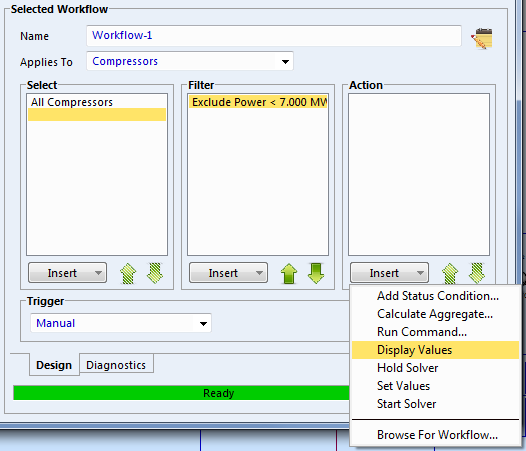 Selected Workflow
Name Workflow-1
Applies To Compressors
Select Filter Action
All Compressors Exclude Power < 7.000 MW
Insert Insert Insert
Trigger
Manual
Design Diagnostics
Ready
Add Status Condition...
Calculate Aggregate...
Run Command...
Display Values
Hold Solver
Set Values
Start Solver
Browse For Workflow...